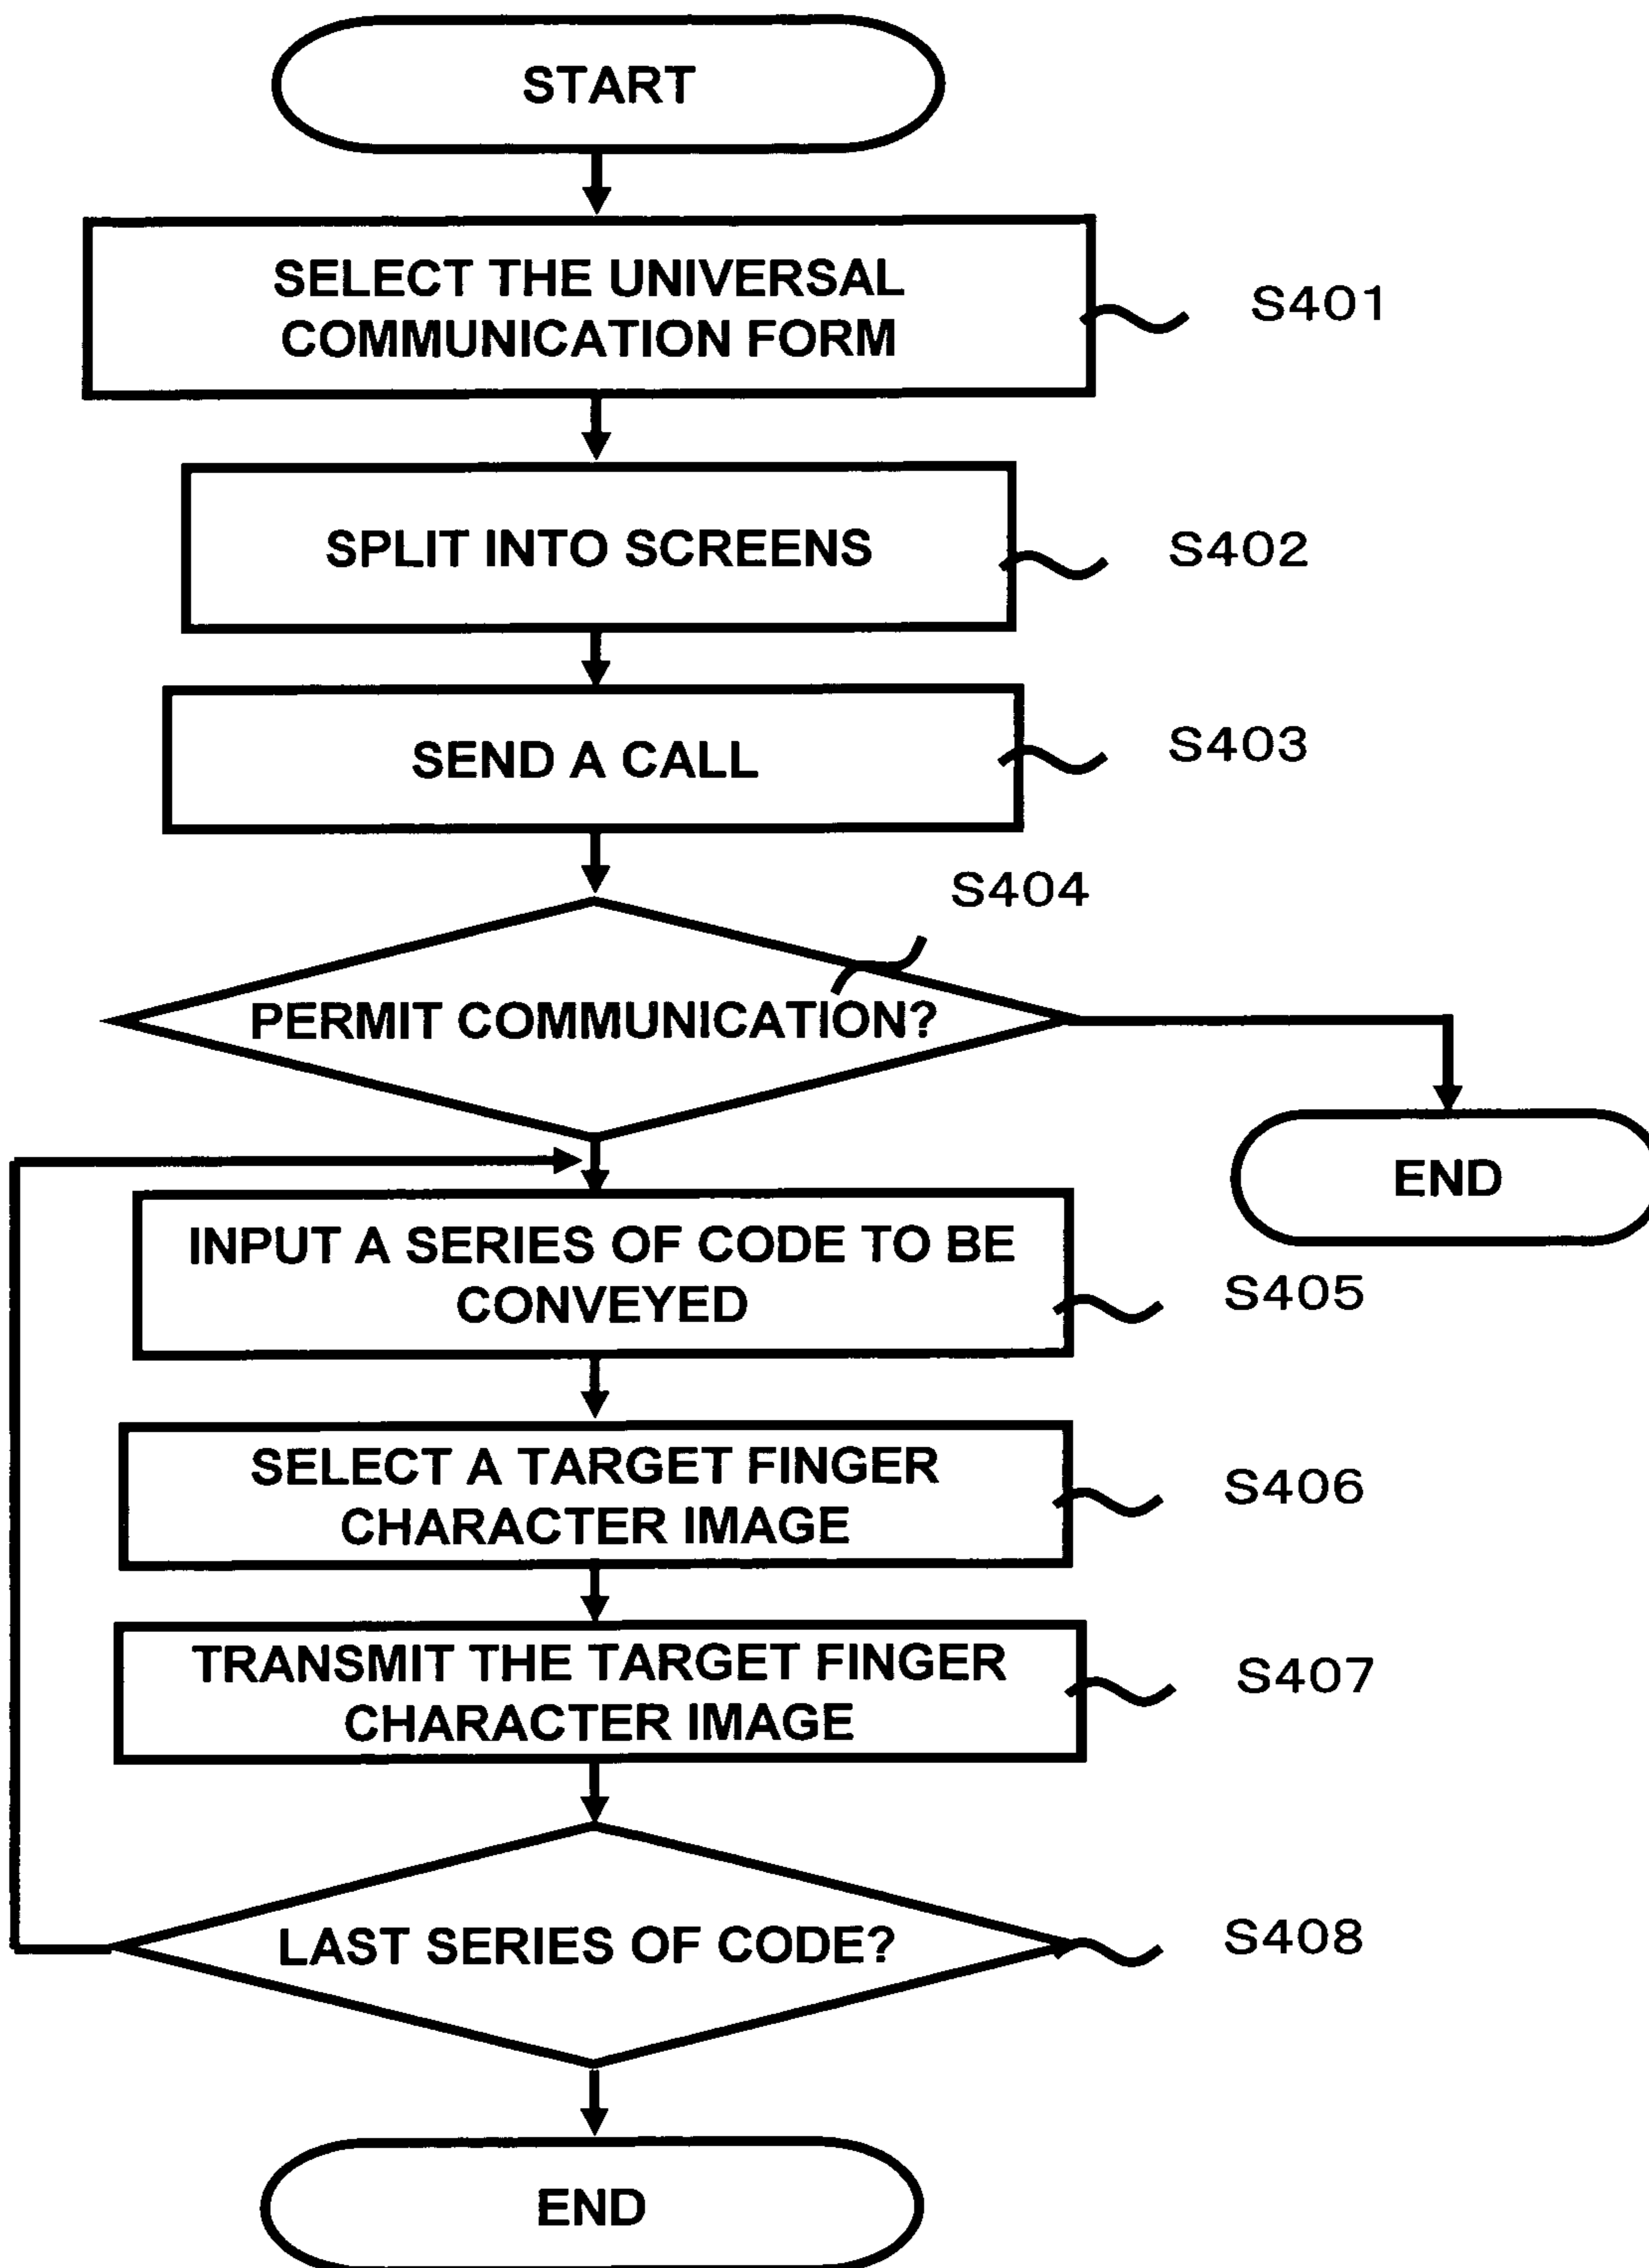 START
SELECT THE UNIVERSAL
COMMUNICATION FORM
S401
SPLIT INTO SCREENS
S402
SEND A CALL
S403
S404
PERMIT COMMUNICATION?
END
INPUT A SERIES OF CODE TO BE
CONVEYED
S405
SELECT A TARGET FINGER
CHARACTER IMAGE
S406
TRANSMIT THE TARGET FINGER
CHARACTER IMAGE
S407
LAST SERIES OF CODE?
S408
END